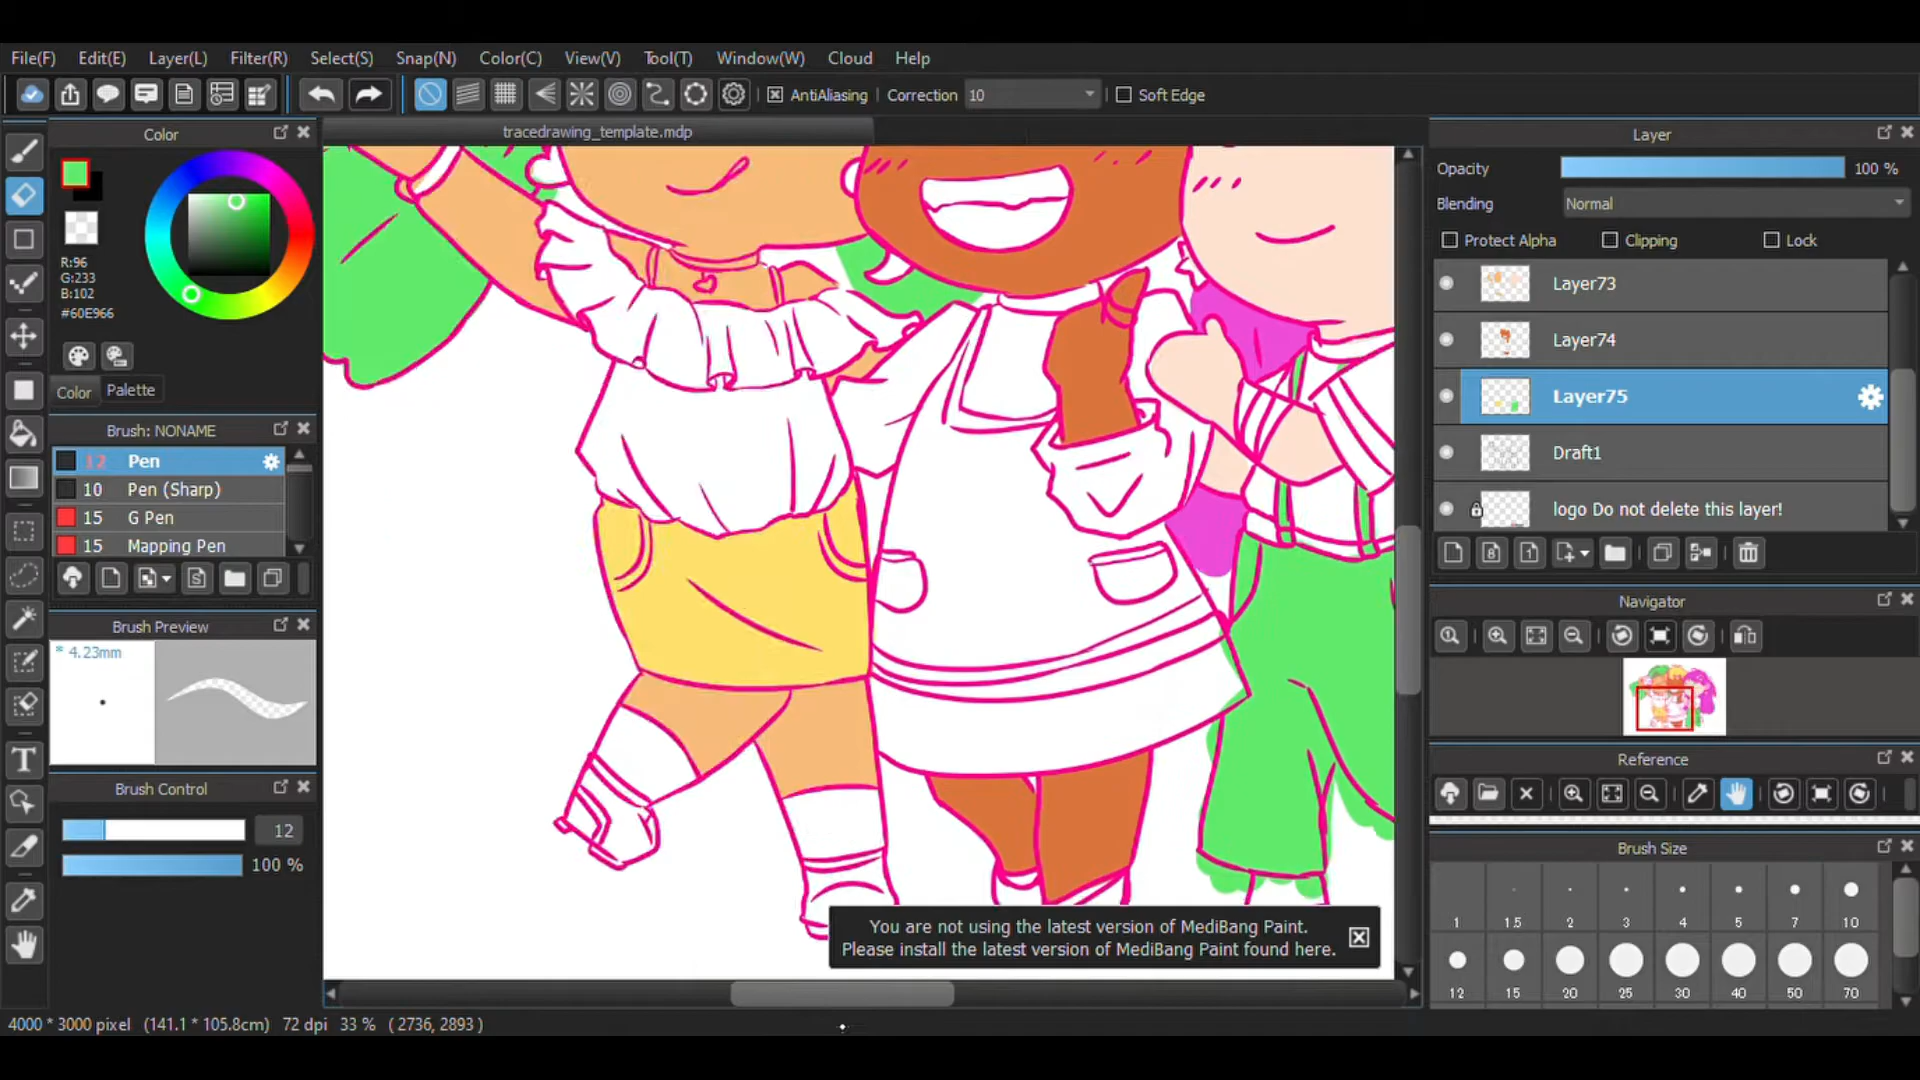 File(F) Edit(E) Layer(L) Filter(R) Select(S) Snap(N) Color(C) View(V) Tool(T) Window(W) Cloud Help
AntiAliasing Correction 10 Soft Edge
Color
tracedrawing_template.mdp
R:96
G:233
B:102
#60E966
Color Palette
Brush: NONAME
12 Pen
10 Pen (Sharp)
15 G Pen
15 Mapping Pen
Brush Preview
* 4.23mm
Brush Control
12
100 %
Layer
Opacity 100 %
Blending Normal
Protect Alpha Clipping Lock
Layer73
Layer74
Layer75
Draft1
logo Do not delete this layer!
Navigator
Reference
Brush Size
1 1.5 2 3 4 5 7 10
12 15 20 25 30 40 50 70
You are not using the latest version of MediBang Paint.
Please install the latest version of MediBang Paint found here.
4000 * 3000 pixel (141.1 * 105.8cm) 72 dpi 33 % ( 2736, 2893 )